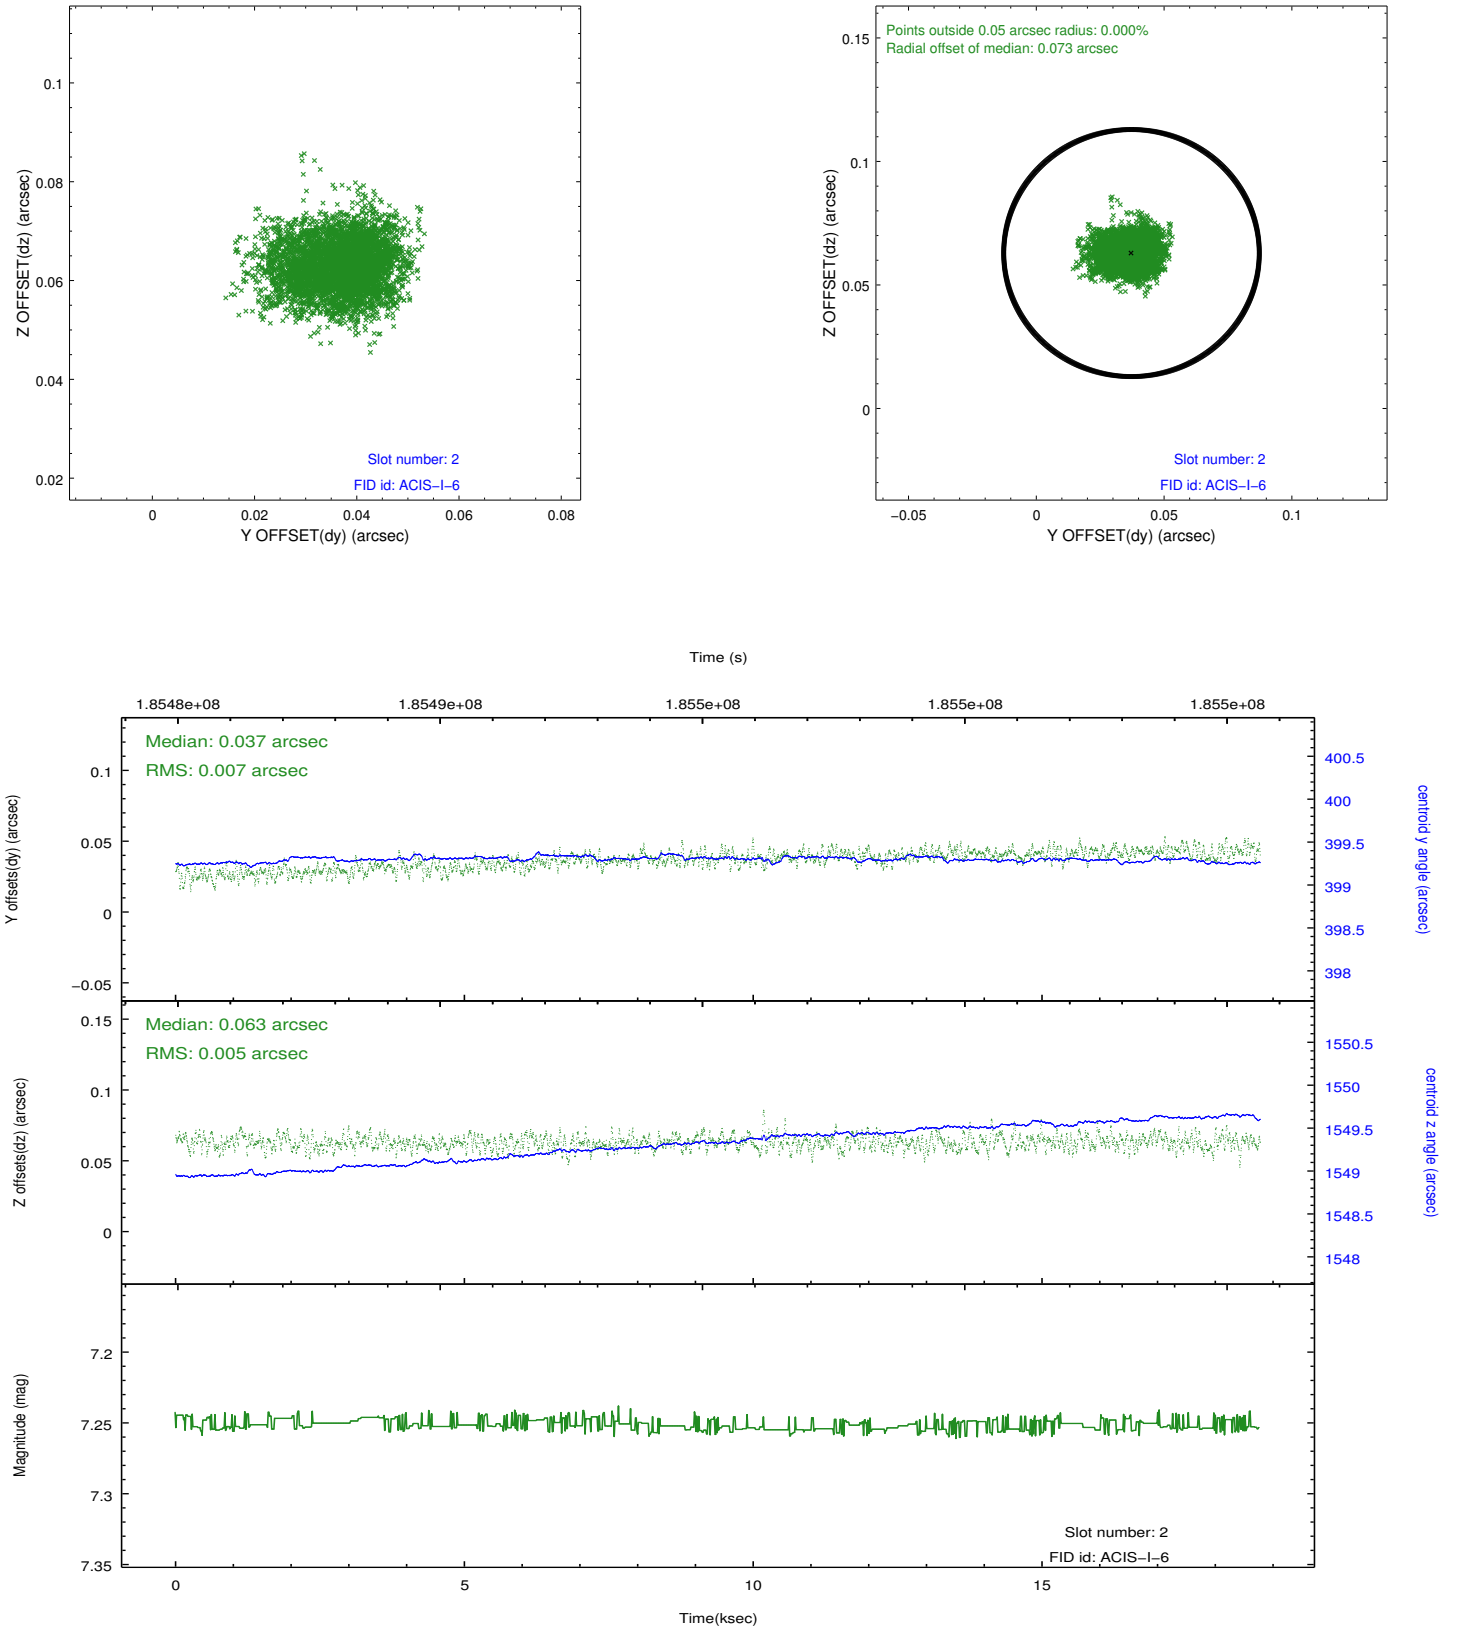 0.1
0.08
0.06
0.04
0.02
Z OFFSET(dz) (arcsec)
Slot number: 2
FID id: ACIS−I−6
0
0.02
0.04
0.06
0.08
Y OFFSET(dy) (arcsec)
Points outside 0.05 arcsec radius: 0.000%
Radial offset of median: 0.073 arcsec
0.15
0.1
0.05
0
Z OFFSET(dz) (arcsec)
Slot number: 2
FID id: ACIS−I−6
−0.05
0
0.05
0.1
Y OFFSET(dy) (arcsec)
Time (s)
1.8548e+08
1.8549e+08
1.855e+08
1.855e+08
1.855e+08
Median: 0.037 arcsec
RMS: 0.007 arcsec
0.1
0.05
0
−0.05
Y offsets(dy) (arcsec)
400.5
400
399.5
399
398.5
398
centroid y angle (arcsec)
Median: 0.063 arcsec
RMS: 0.005 arcsec
0.15
0.1
0.05
0
Z offsets(dz) (arcsec)
1550.5
1550
1549.5
1549
1548.5
1548
centroid z angle (arcsec)
7.2
7.25
7.3
7.35
Magnitude (mag)
Slot number: 2
FID id: ACIS−I−6
0
5
10
15
Time(ksec)